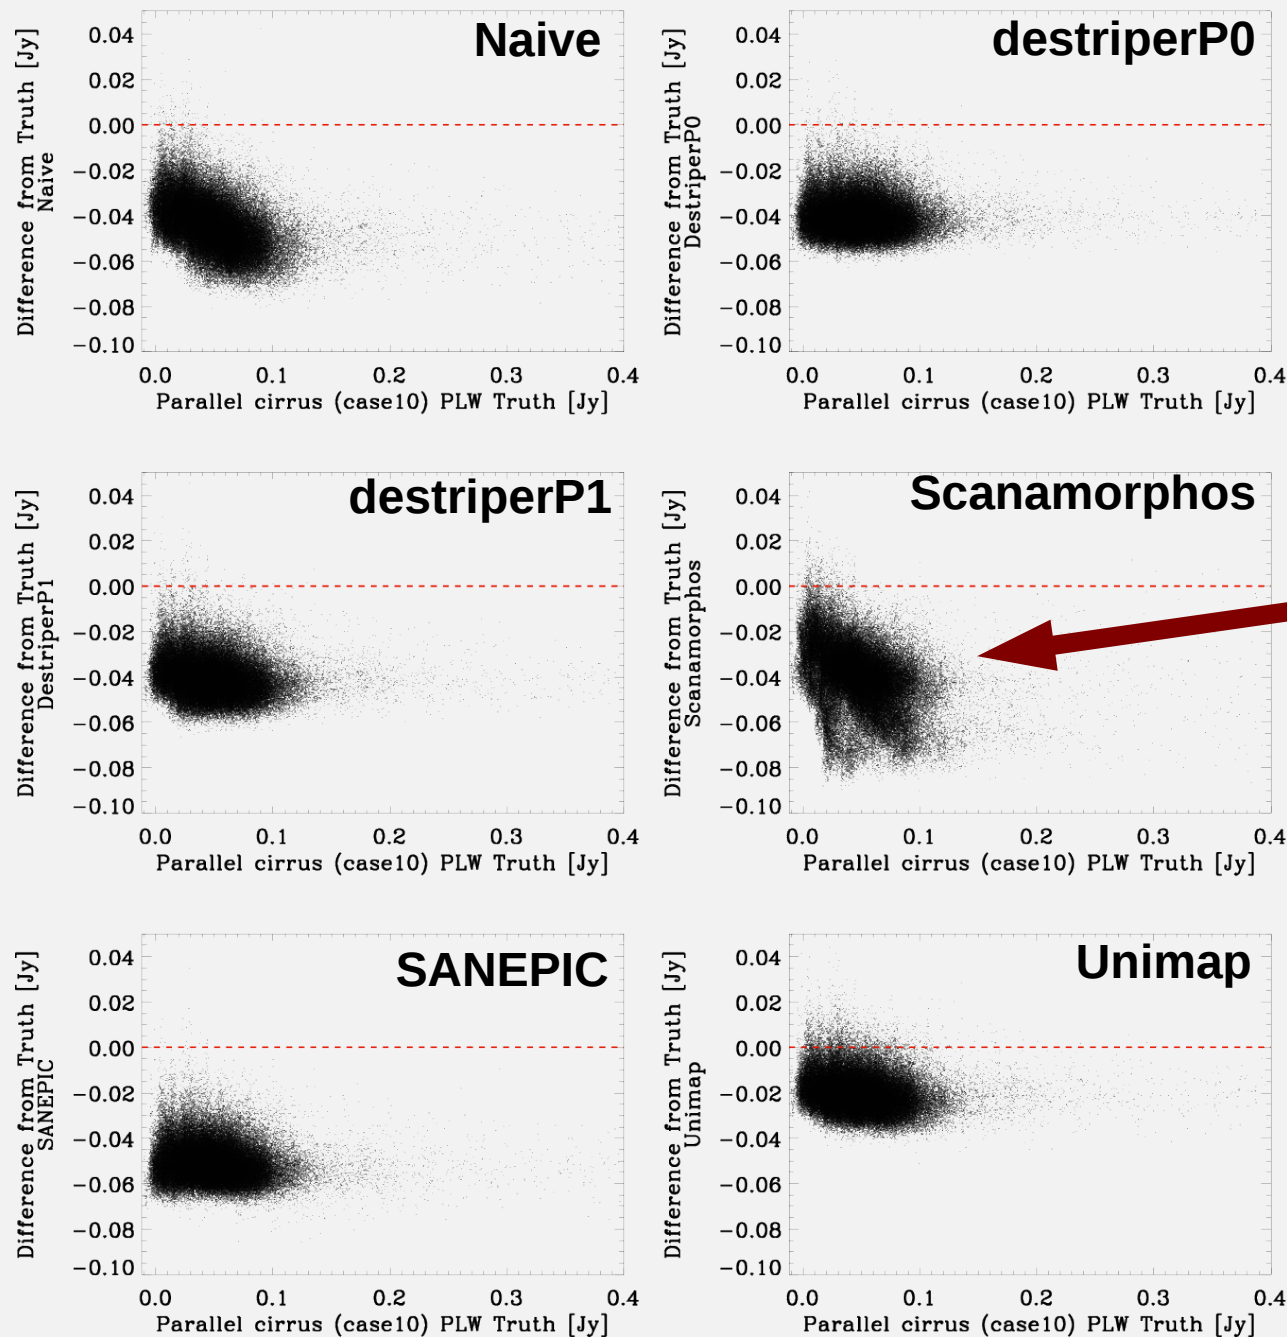 Naive
0.04
0.02
0.00
−0.02
−0.04
−0.06
−0.08
−0.10
Difference from Truth [Jy]
Naive
0.0 0.1 0.2 0.3 0.4
Parallel cirrus (case10) PLW Truth [Jy]
destriperP0
0.04
0.02
0.00
−0.02
−0.04
−0.06
−0.08
−0.10
Difference from Truth [Jy]
DestriperP0
0.0 0.1 0.2 0.3 0.4
Parallel cirrus (case10) PLW Truth [Jy]
destriperP1
0.04
0.02
0.00
−0.02
−0.04
−0.06
−0.08
−0.10
Difference from Truth [Jy]
DestriperP1
0.0 0.1 0.2 0.3 0.4
Parallel cirrus (case10) PLW Truth [Jy]
Scanamorphos
0.04
0.02
0.00
−0.02
−0.04
−0.06
−0.08
−0.10
Difference from Truth [Jy]
Scanamorphos
0.0 0.1 0.2 0.3 0.4
Parallel cirrus (case10) PLW Truth [Jy]
SANEPIC
0.04
0.02
0.00
−0.02
−0.04
−0.06
−0.08
−0.10
Difference from Truth [Jy]
SANEPIC
0.0 0.1 0.2 0.3 0.4
Parallel cirrus (case10) PLW Truth [Jy]
Unimap
0.04
0.02
0.00
−0.02
−0.04
−0.06
−0.08
−0.10
Difference from Truth [Jy]
Unimap
0.0 0.1 0.2 0.3 0.4
Parallel cirrus (case10) PLW Truth [Jy]